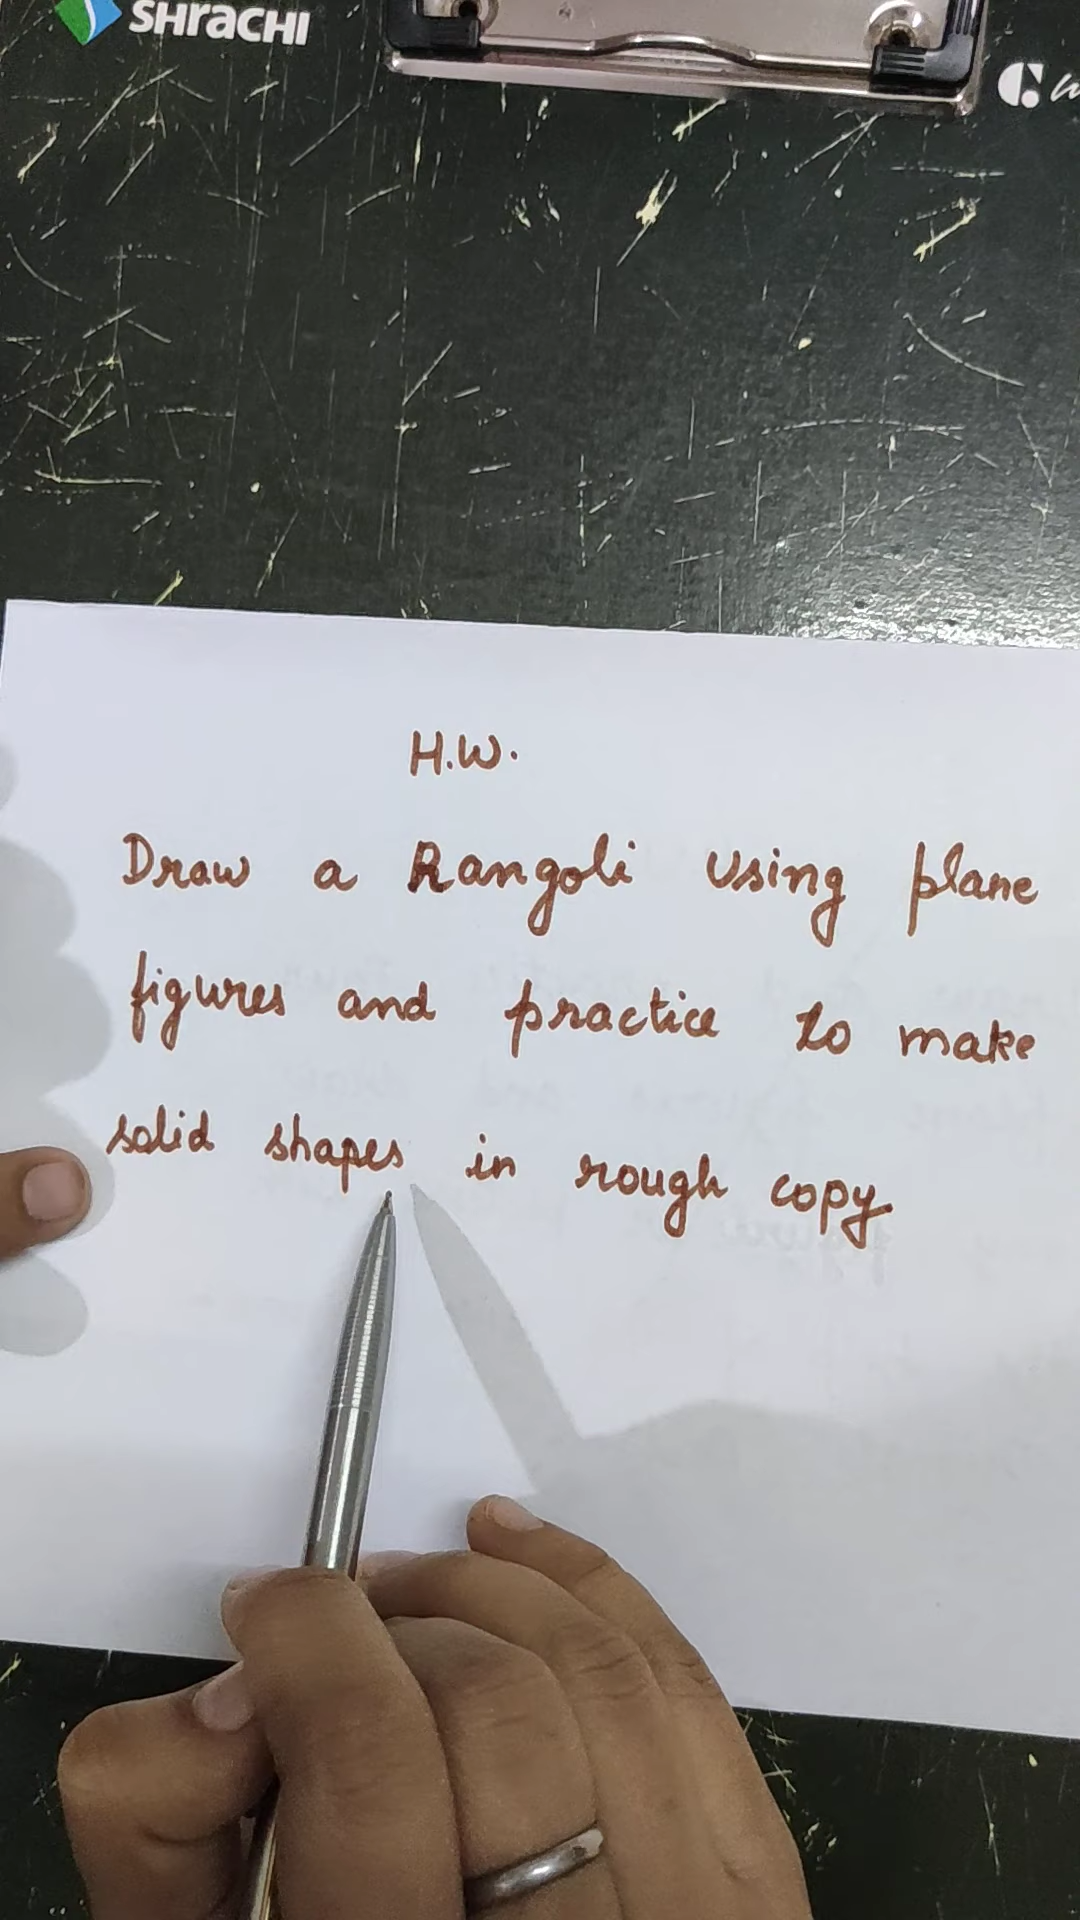 SHRACHI
H.W.
Draw a Rangoli using plane
figures and practice to make
solid shapes in rough copy.